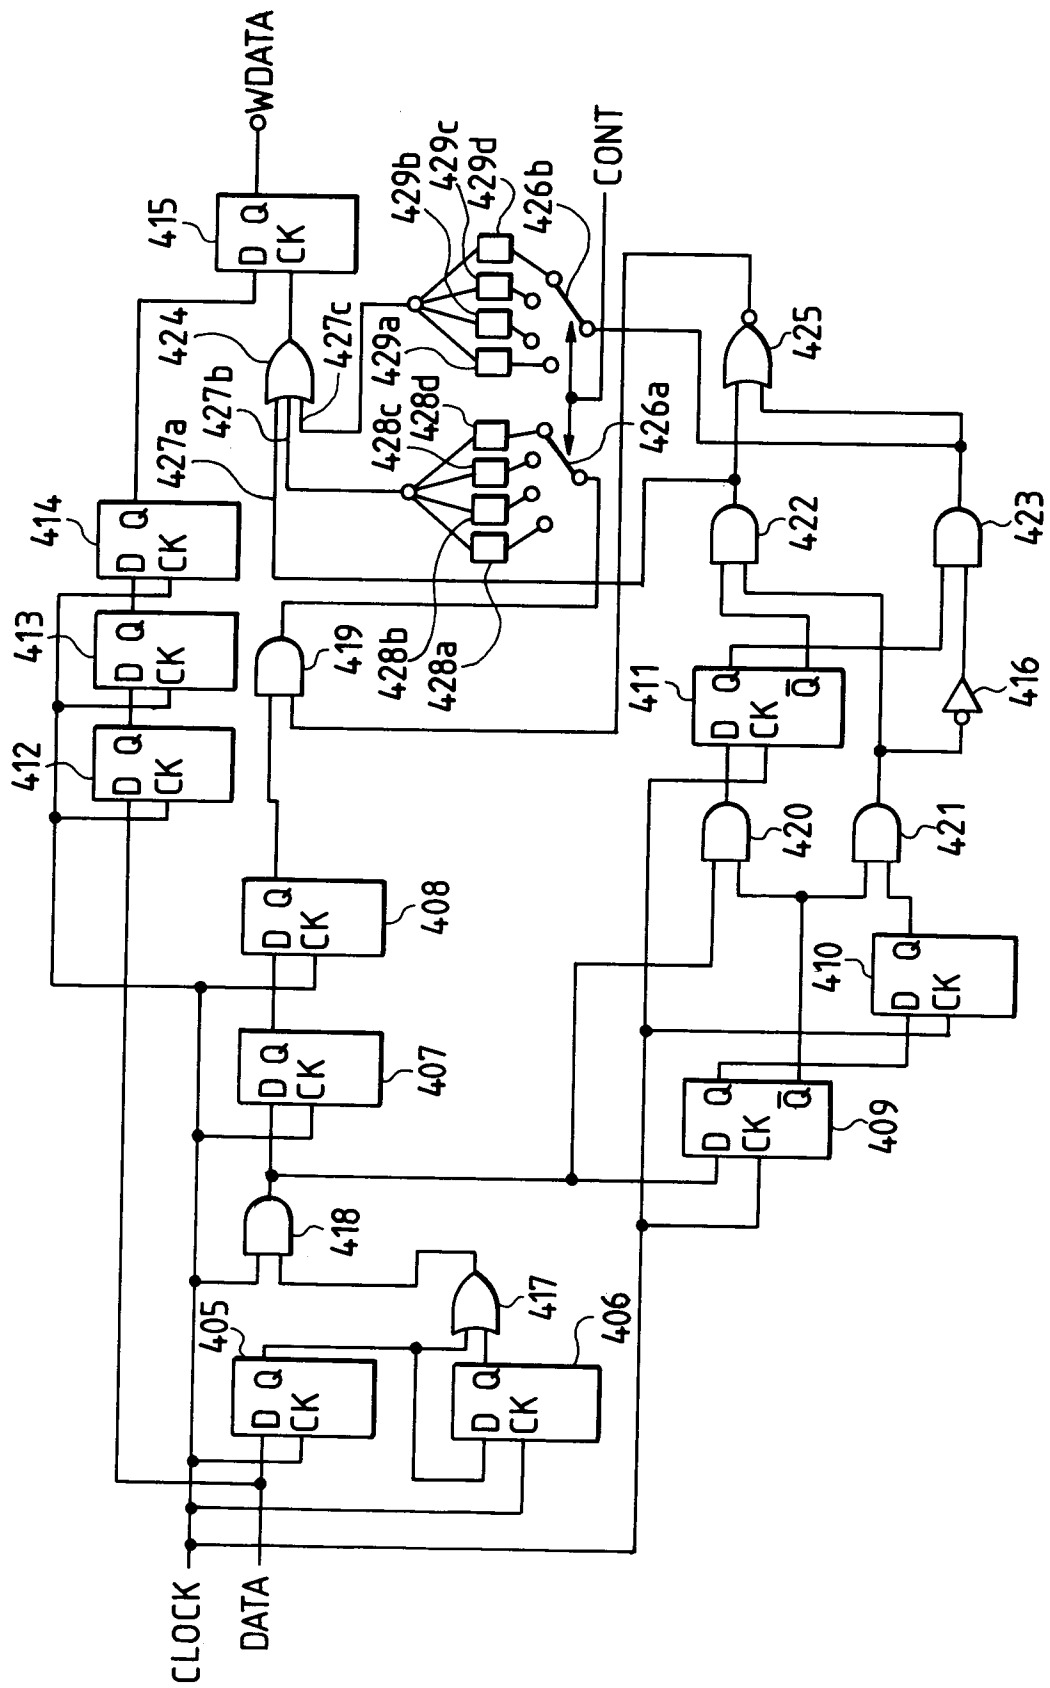 CLOCK
DATA
405
D Q
CK
406
D Q
CK
417
418
407
D Q
CK
408
D Q
CK
409
D Q
CK Q̅
410
D Q
CK
420
421
411
D Q
CK Q̅
416
422
423
425
419
412
D Q
CK
413
D Q
CK
414
D Q
CK
427a
427b
427c
424
415
D Q
CK
WDATA
428a
428b
428c
428d
429a
429b
429c
429d
426a
426b
CONT